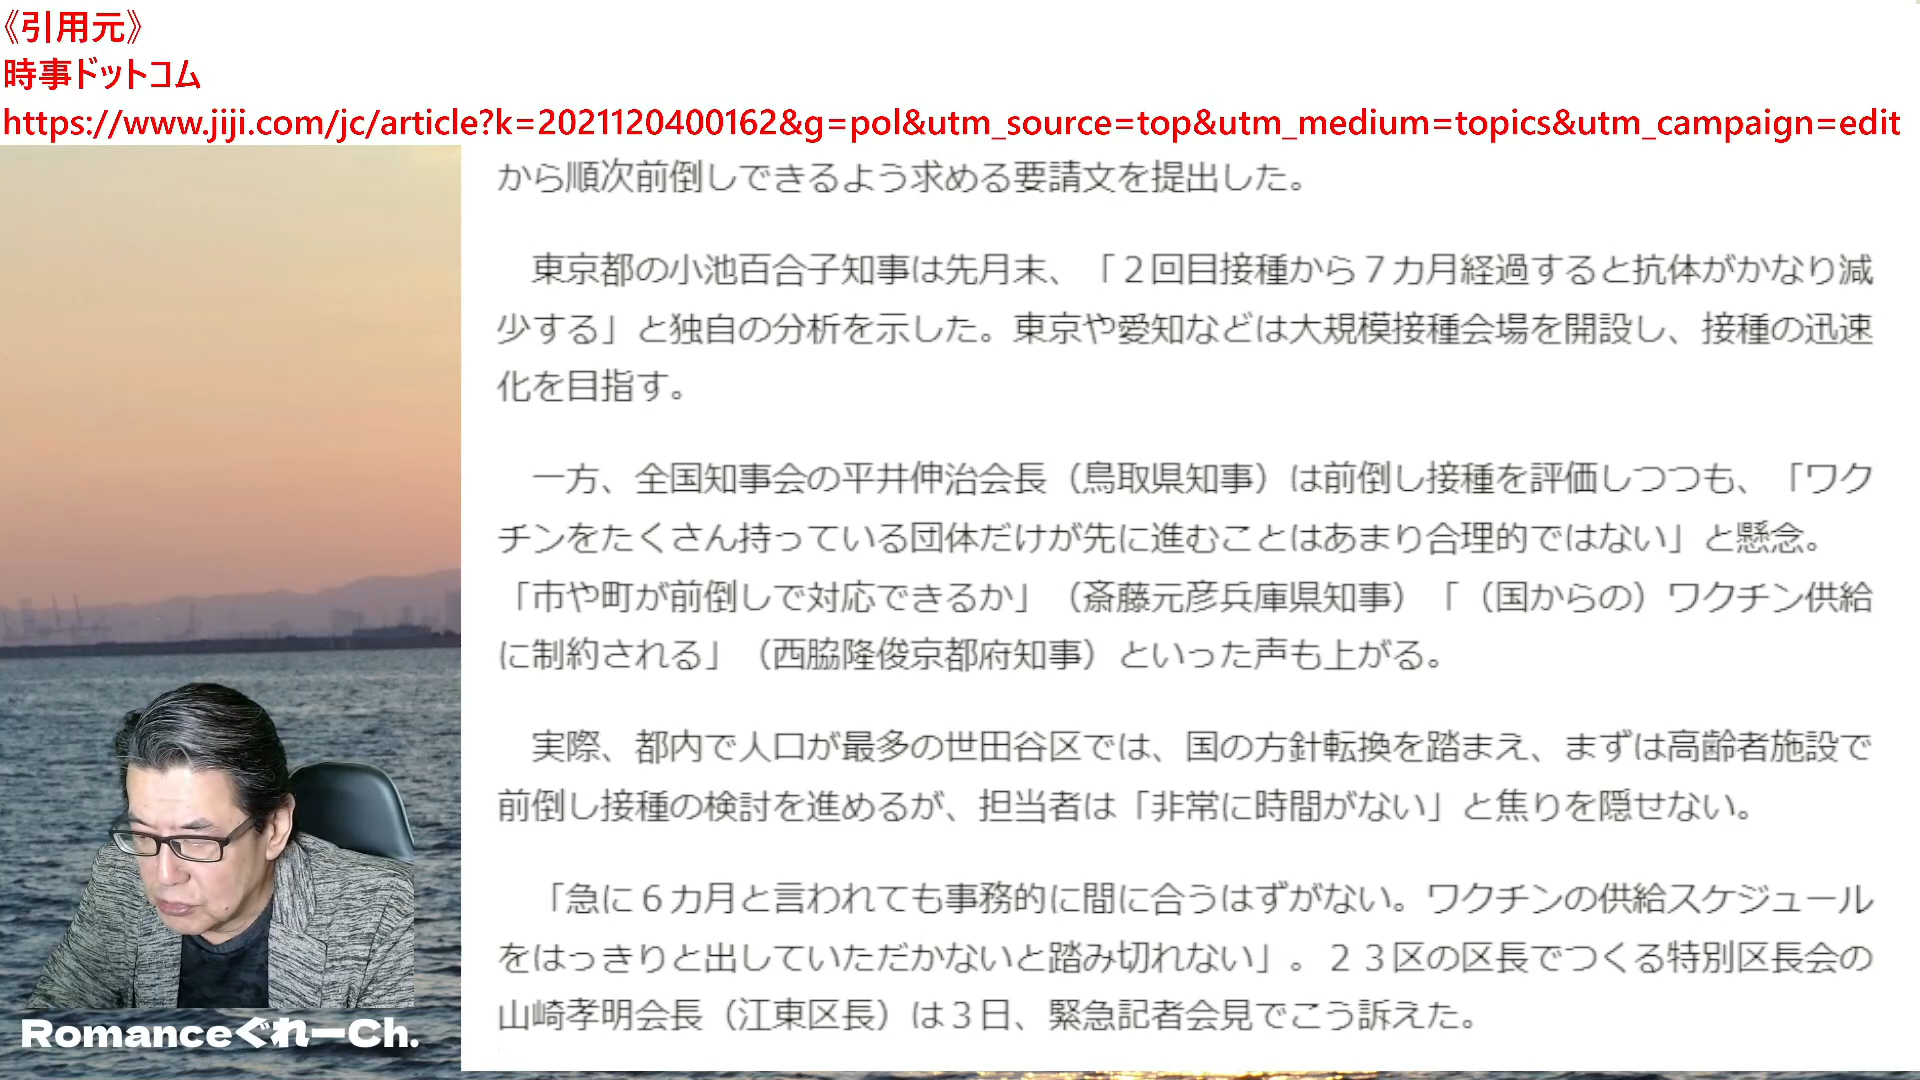 《引用元》
時事ドットコム
https://www.jiji.com/jc/article?k=2021120400162&g=pol&utm_source=top&utm_medium=topics&utm_campaign=edit
から順次前倒しできるよう求める要請文を提出した。
東京都の小池百合子知事は先月末、「２回目接種から７カ月経過すると抗体がかなり減
少する」と独自の分析を示した。東京や愛知などは大規模接種会場を開設し、接種の迅速
化を目指す。
一方、全国知事会の平井伸治会長（鳥取県知事）は前倒し接種を評価しつつも、「ワク
チンをたくさん持っている団体だけが先に進むことはあまり合理的ではない」と懸念。
「市や町が前倒しで対応できるか」（斎藤元彦兵庫県知事）「（国からの）ワクチン供給
に制約される」（西脇隆俊京都府知事）といった声も上がる。
実際、都内で人口が最多の世田谷区では、国の方針転換を踏まえ、まずは高齢者施設で
前倒し接種の検討を進めるが、担当者は「非常に時間がない」と焦りを隠せない。
「急に６カ月と言われても事務的に間に合うはずがない。ワクチンの供給スケジュール
をはっきりと出していただかないと踏み切れない」。２３区の区長でつくる特別区長会の
山崎孝明会長（江東区長）は３日、緊急記者会見でこう訴えた。
RomanceぐれーCh.